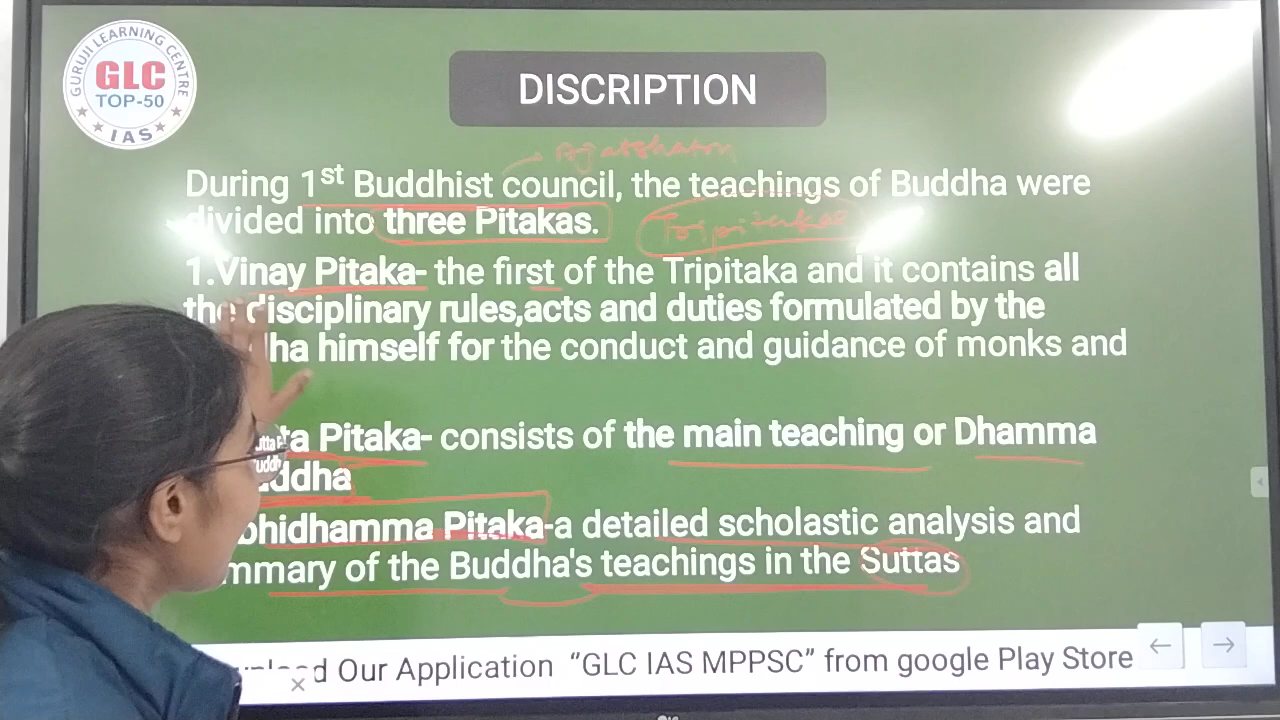 GURUJI LEARNING CENTRE
GLC
TOP-50
IAS
DISCRIPTION
During 1st Buddhist council, the teachings of Buddha were
divided into three Pitakas.
Tripitakas
1.Vinay Pitaka- the first of the Tripitaka and it contains all
the disciplinary rules,acts and duties formulated by the
ha himself for the conduct and guidance of monks and
ta Pitaka- consists of the main teaching or Dhamma
uddha
bhidhamma Pitaka-a detailed scholastic analysis and
mmary of the Buddha's teachings in the Suttas
d Our Application "GLC IAS MPPSC" from google Play Store